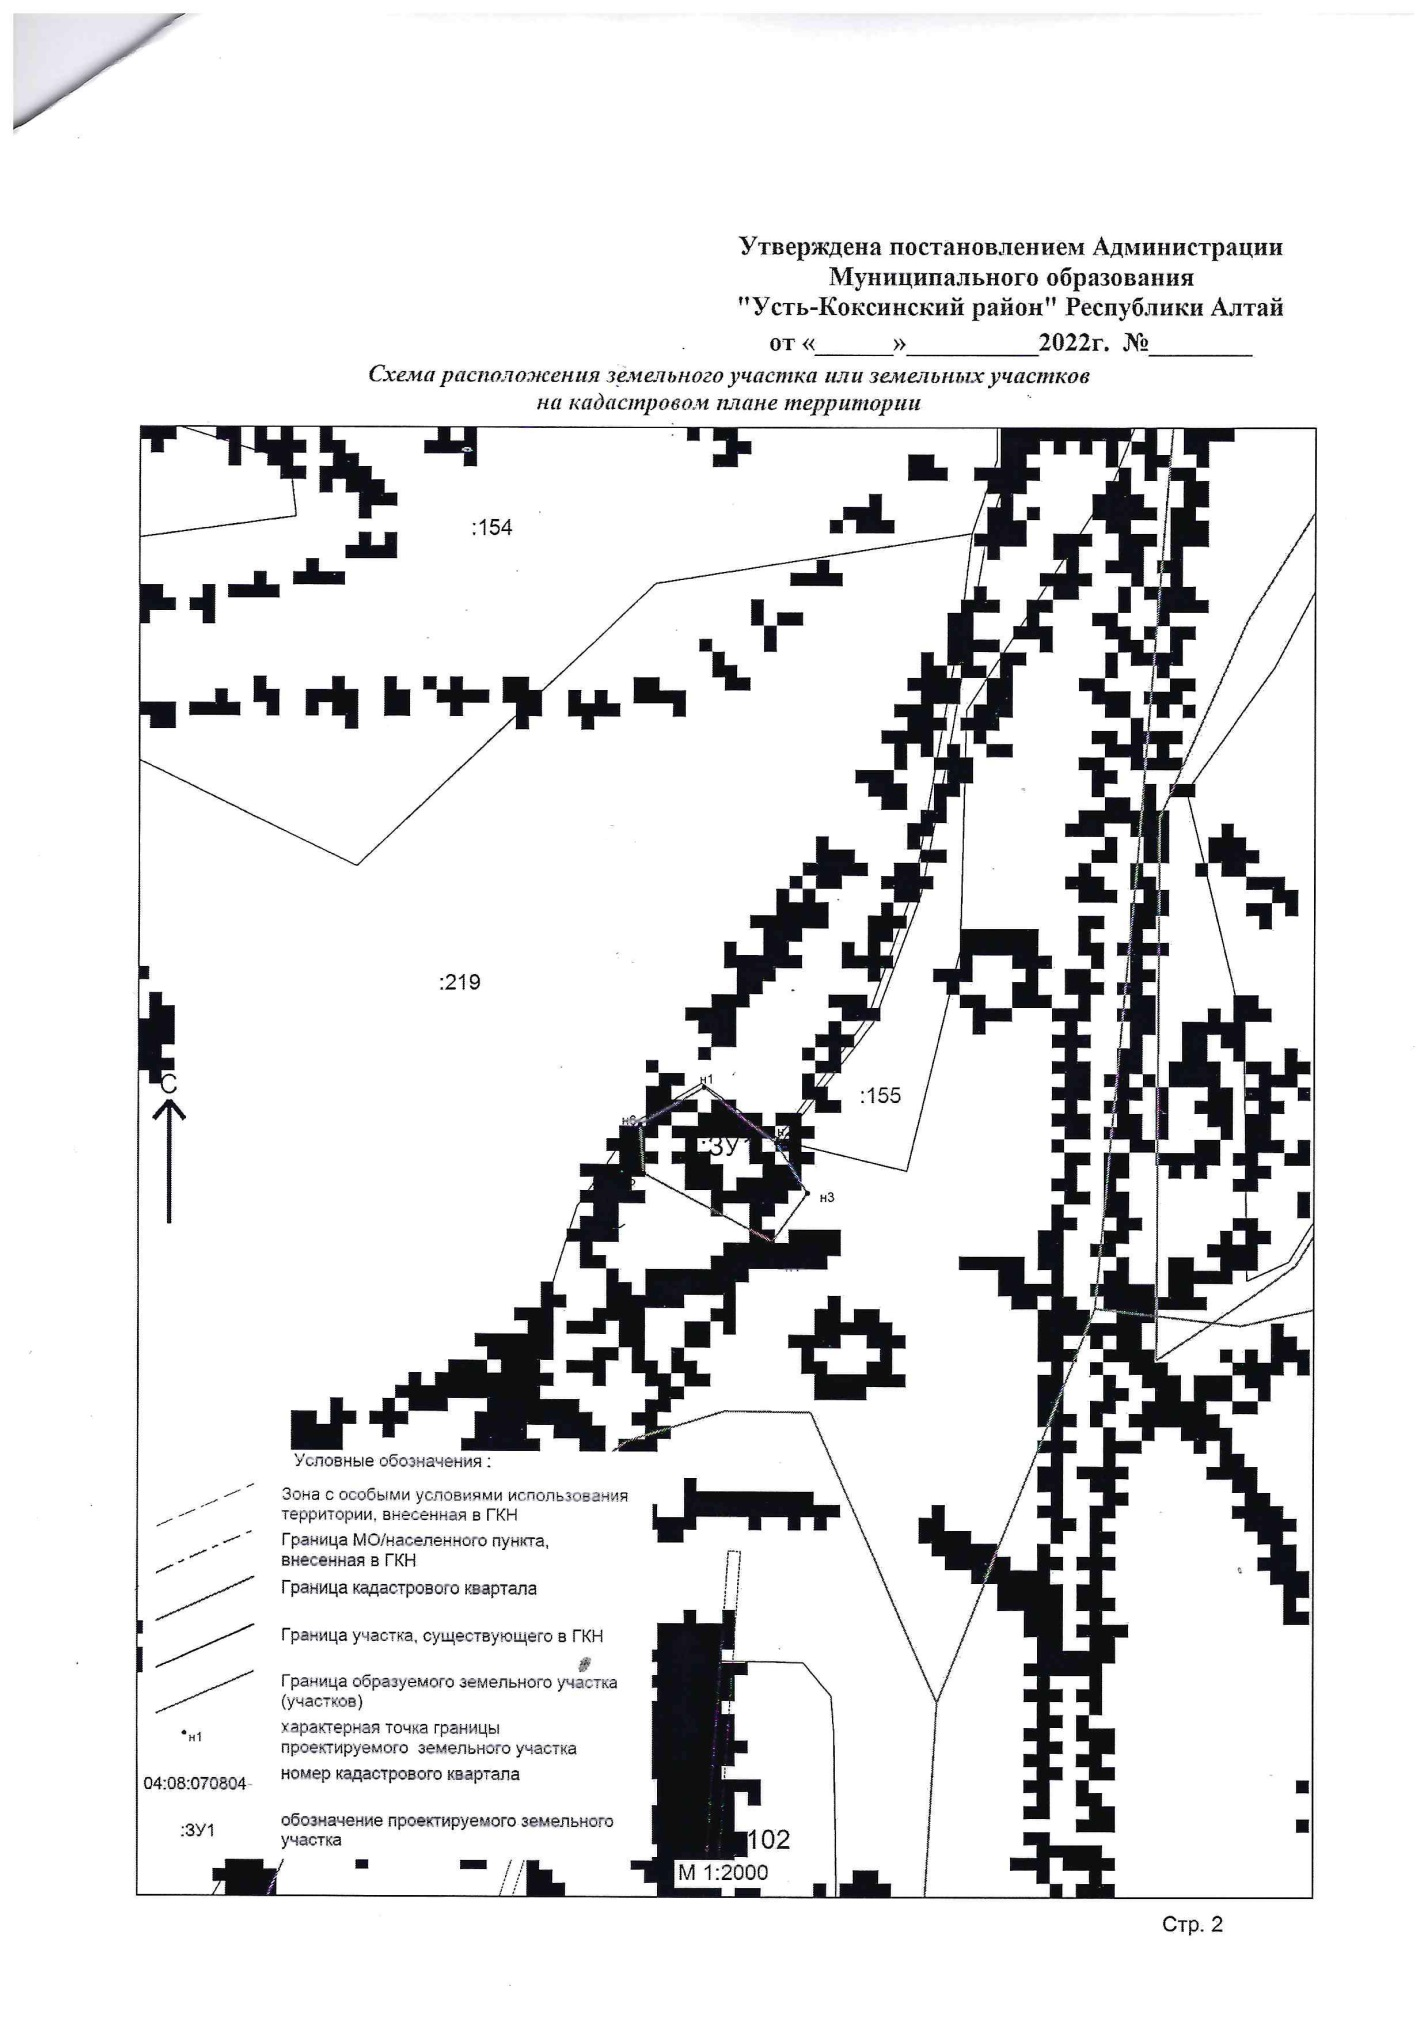 Утверждена постановлением Администрации
Муниципального образования
"Усть-Коксинский район" Республики Алтай
от «______»__________2022г. №________
Схема расположения земельного участка или земельных участков
на кадастровом плане территории
:154
:219
С
н1
:155
н6
:ЗУ1
н3
Условные обозначения :
Зона с особыми условиями использования
территории, внесенная в ГКН
Граница МО/населенного пункта,
внесенная в ГКН
Граница кадастрового квартала
Граница участка, существующего в ГКН
Граница образуемого земельного участка
(участков)
н1
характерная точка границы
проектируемого земельного участка
04:08:070804
номер кадастрового квартала
:ЗУ1
обозначение проектируемого земельного
участка
102
М 1:2000
Стр. 2